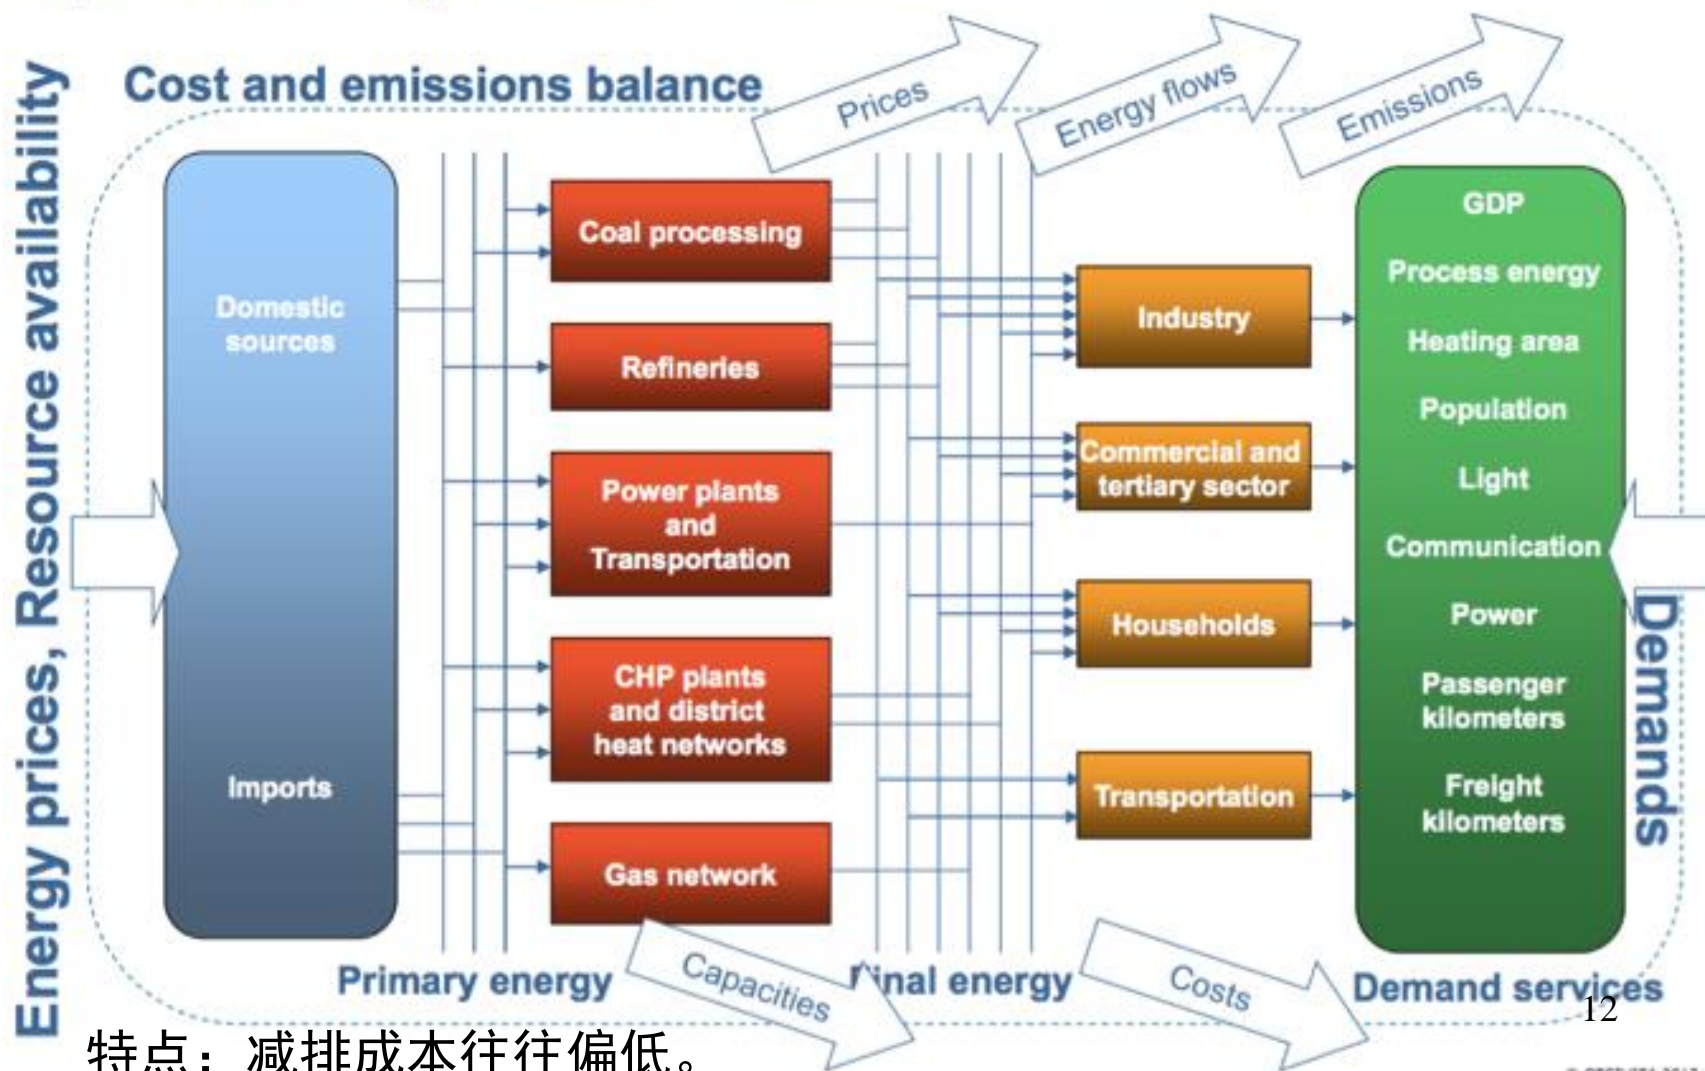 Cost and emissions balance
Prices
Energy flows
Emissions
Energy prices, Resource availability
Domestic
sources
Imports
Coal processing
Refineries
Power plants
and
Transportation
CHP plants
and district
heat networks
Gas network
Industry
Commercial and
tertiary sector
Households
Transportation
GDP
Process energy
Heating area
Population
Light
Communication
Power
Passenger
kilometers
Freight
kilometers
Demands
Primary energy
Capacities
Final energy
Costs
Demand services
12
特点：减排成本往往偏低。